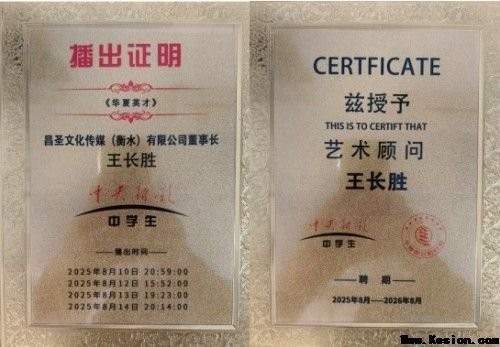 播出证明
《华夏英才》
昌圣文化传媒（衡水）有限公司董事长
王长胜
中学生
播出时间
2025年8月10日 20:59:00
2025年8月12日 15:52:00
2025年8月13日 19:23:00
2025年8月14日 20:14:00
CERTFICATE
兹授予
THIS IS TO CERTIFT THAT
艺术顾问
王长胜
中学生
聘 期
2025年8月--2026年8月
Www.Kesion.com